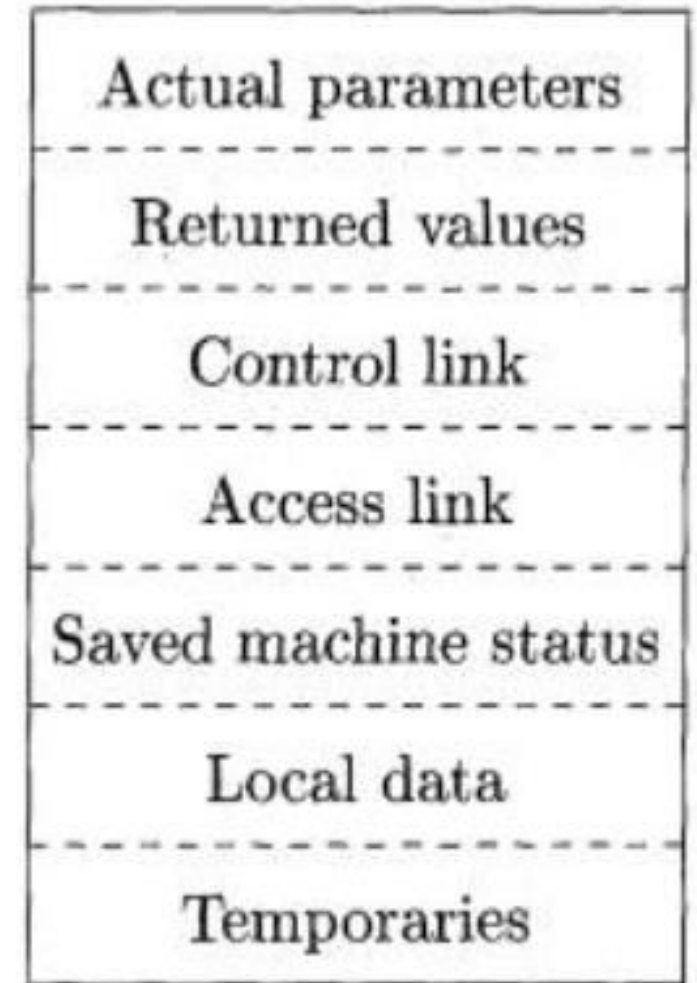 Actual parameters
Returned values
Control link
Access link
Saved machine status
Local data
Temporaries